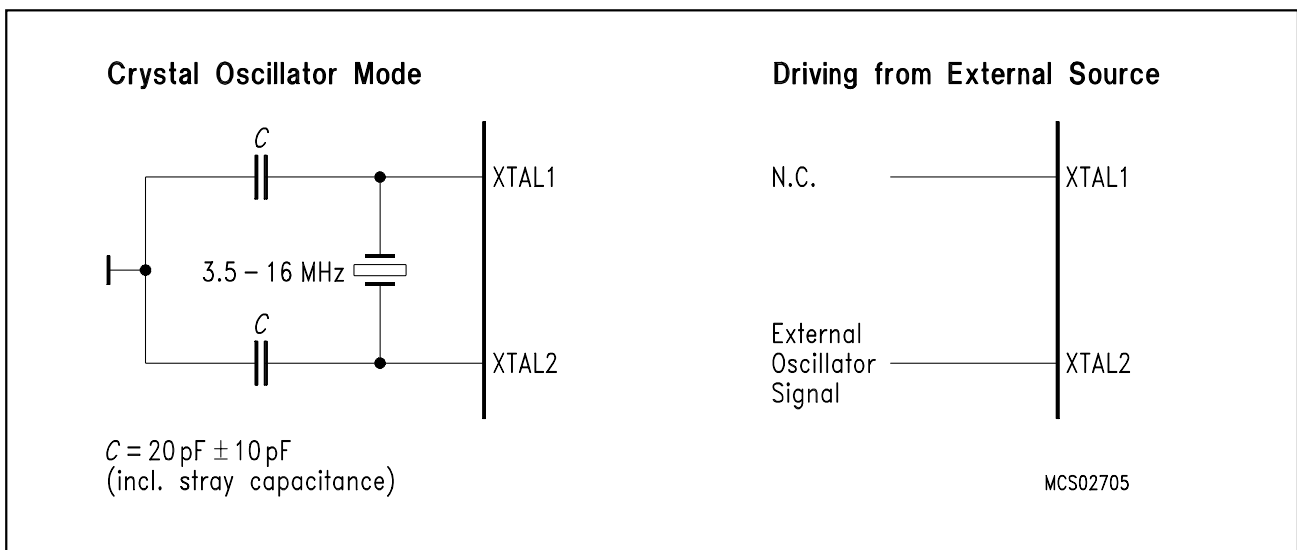 Crystal Oscillator Mode
C
XTAL1
3.5 – 16 MHz
C
XTAL2
C = 20 pF ± 10 pF
(incl. stray capacitance)
Driving from External Source
N.C.
XTAL1
External
Oscillator
Signal
XTAL2
MCS02705